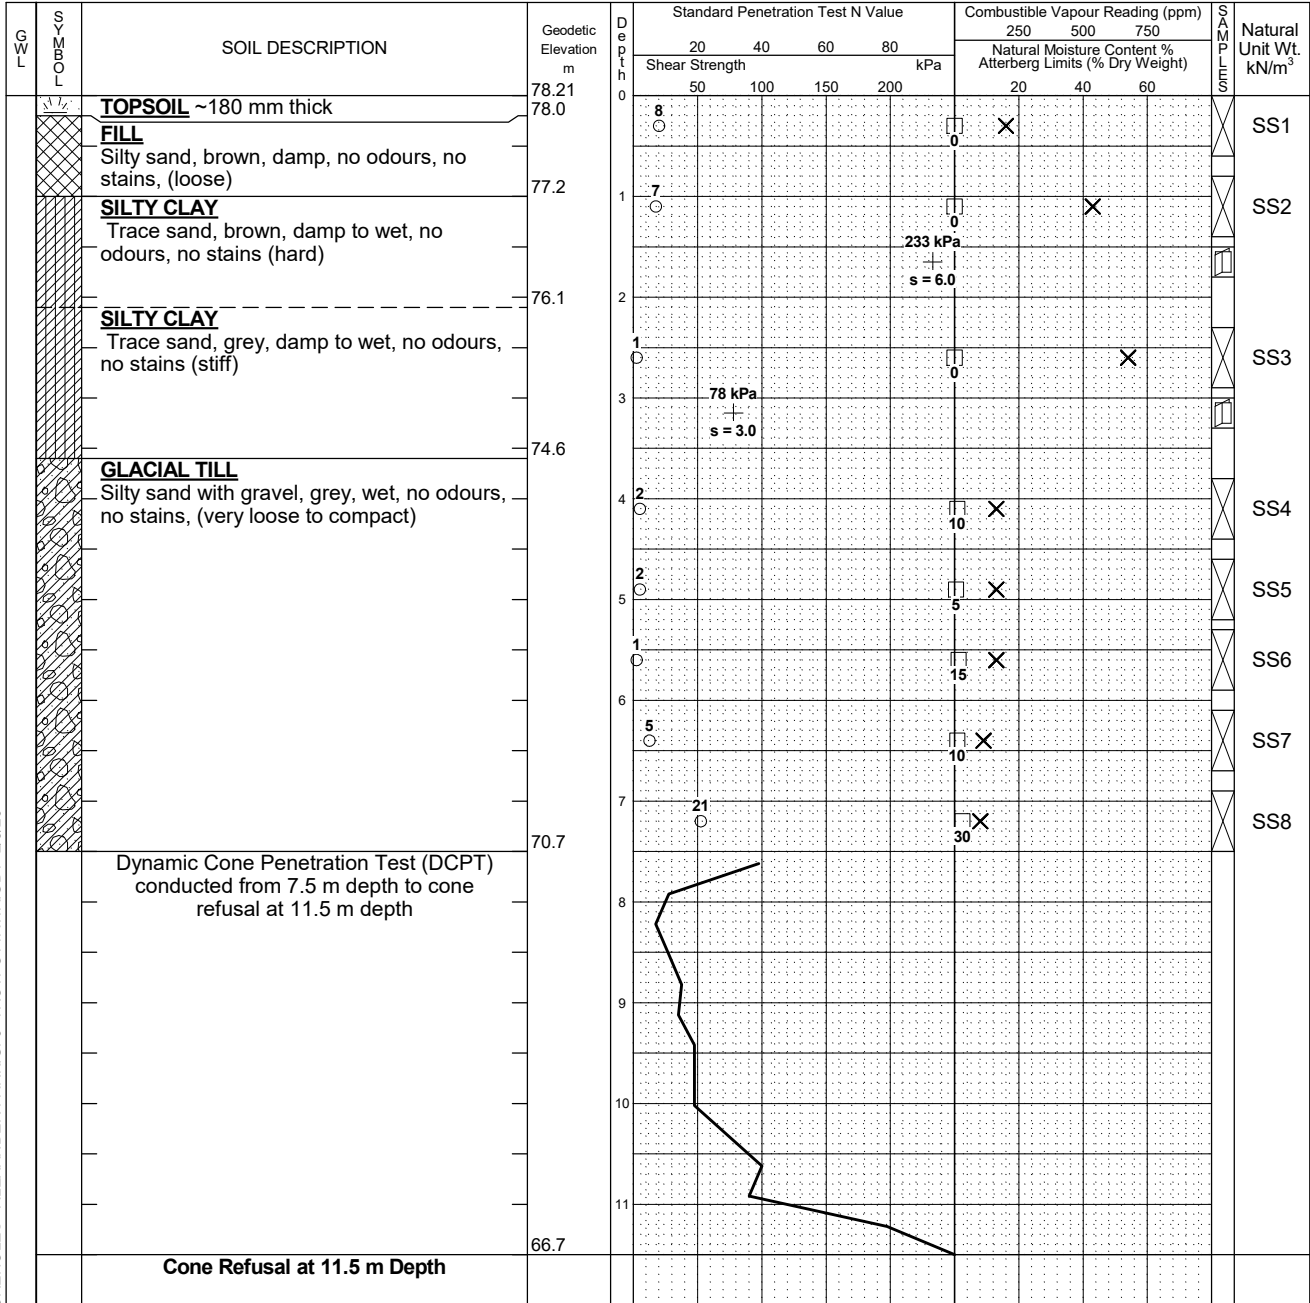 GWL
SYMBOL
SOIL DESCRIPTION
Geodetic
Elevation
m
Depth
Standard Penetration Test N Value
20 40 60 80
Shear Strength kPa
50 100 150 200
Combustible Vapour Reading (ppm)
250 500 750
Natural Moisture Content %
Atterberg Limits (% Dry Weight)
20 40 60
SAMPLES
Natural
Unit Wt.
kN/m³
78.21
0
TOPSOIL ~180 mm thick
78.0
8
0
SS1
FILL
Silty sand, brown, damp, no odours, no
stains, (loose)
77.2
1
7
0
SS2
SILTY CLAY
Trace sand, brown, damp to wet, no
odours, no stains (hard)
233 kPa
s = 6.0
76.1
2
SILTY CLAY
Trace sand, grey, damp to wet, no odours,
no stains (stiff)
1
0
SS3
3
78 kPa
s = 3.0
74.6
GLACIAL TILL
Silty sand with gravel, grey, wet, no odours,
no stains, (very loose to compact)
4
2
10
SS4
2
5
5
SS5
1
15
SS6
6
5
10
SS7
7
21
30
SS8
70.7
Dynamic Cone Penetration Test (DCPT)
conducted from 7.5 m depth to cone
refusal at 11.5 m depth
8
9
10
11
66.7
Cone Refusal at 11.5 m Depth